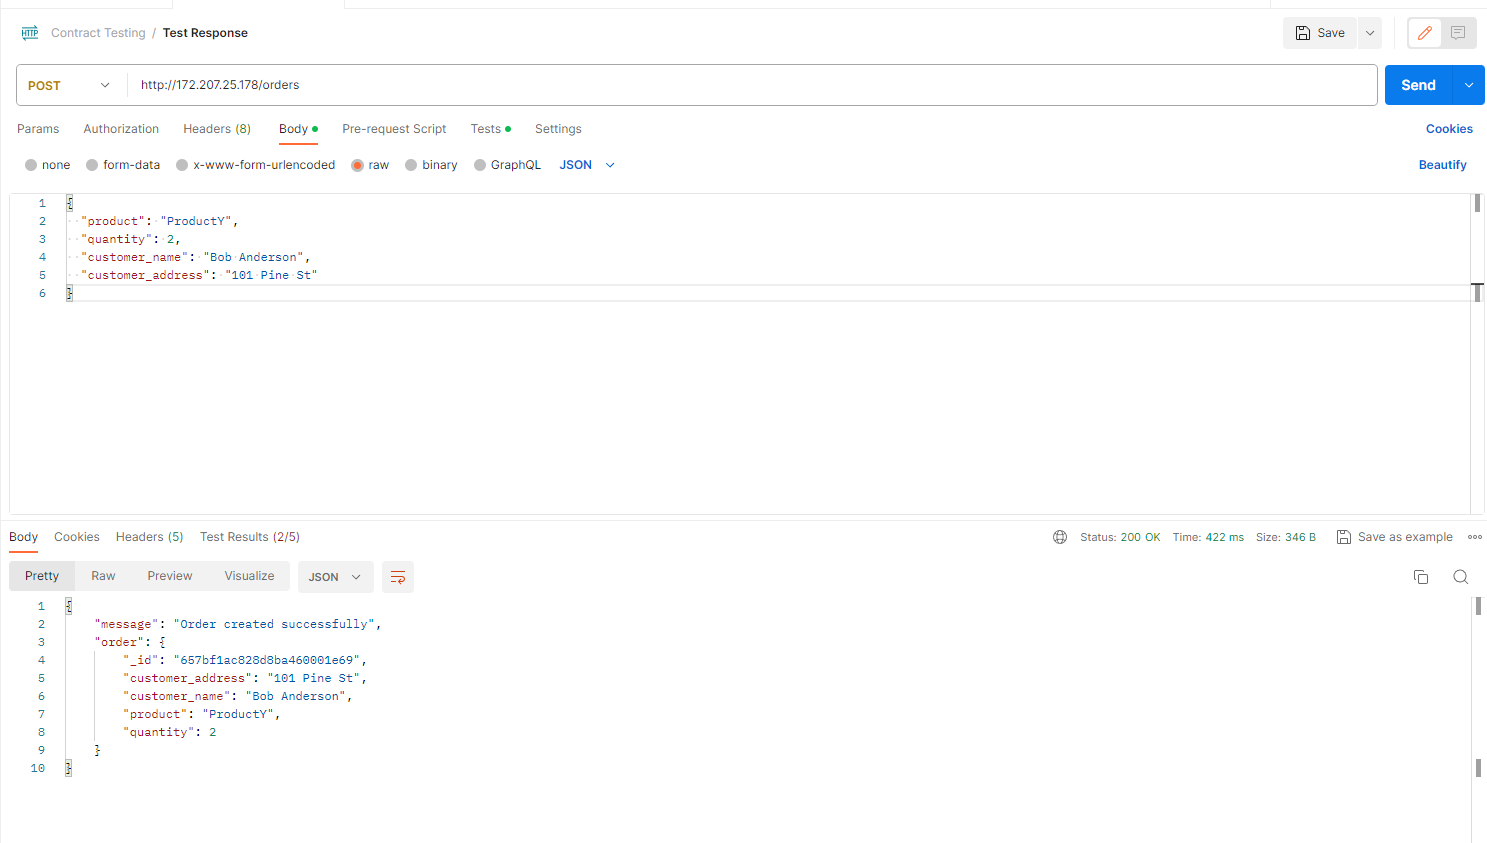 HTTP Contract Testing / Test Response
Save
POST http://172.207.25.178/orders Send
Params Authorization Headers (8) Body Pre-request Script Tests Settings Cookies
none form-data x-www-form-urlencoded raw binary GraphQL JSON Beautify
1 {
2 "product": "ProductY",
3 "quantity": 2,
4 "customer_name": "Bob Anderson",
5 "customer_address": "101 Pine St"
6 }
Body Cookies Headers (5) Test Results (2/5) Status: 200 OK Time: 422 ms Size: 346 B Save as example
Pretty Raw Preview Visualize JSON
1 {
2 "message": "Order created successfully",
3 "order": {
4 "_id": "657bf1ac828d8ba460001e69",
5 "customer_address": "101 Pine St",
6 "customer_name": "Bob Anderson",
7 "product": "ProductY",
8 "quantity": 2
9 }
10 }